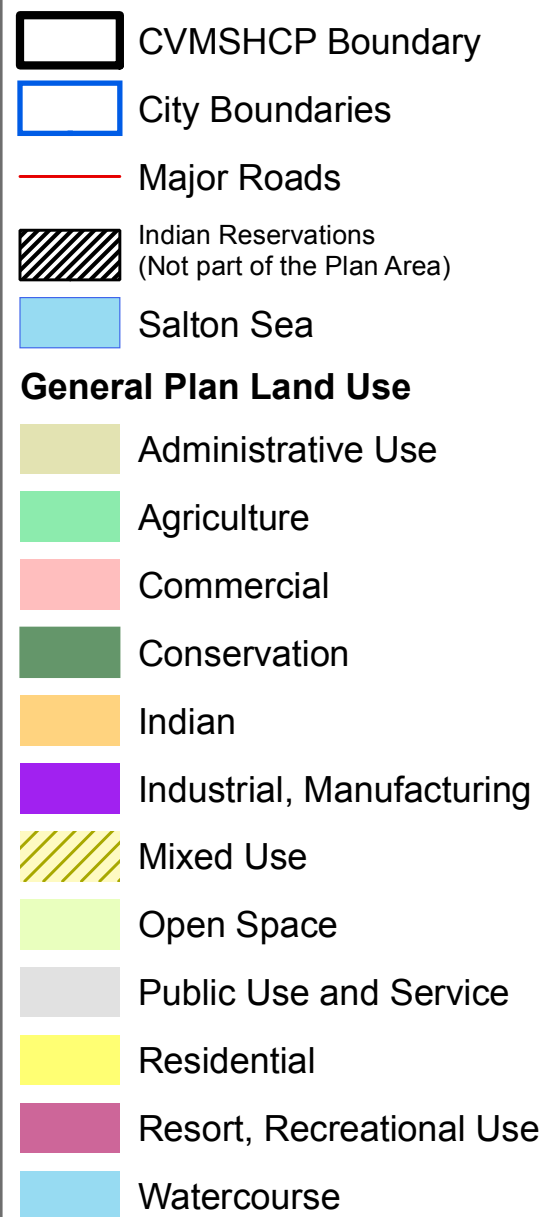 CVMSHCP Boundary
City Boundaries
Major Roads
Indian Reservations
(Not part of the Plan Area)
Salton Sea
General Plan Land Use
Administrative Use
Agriculture
Commercial
Conservation
Indian
Industrial, Manufacturing
Mixed Use
Open Space
Public Use and Service
Residential
Resort, Recreational Use
Watercourse